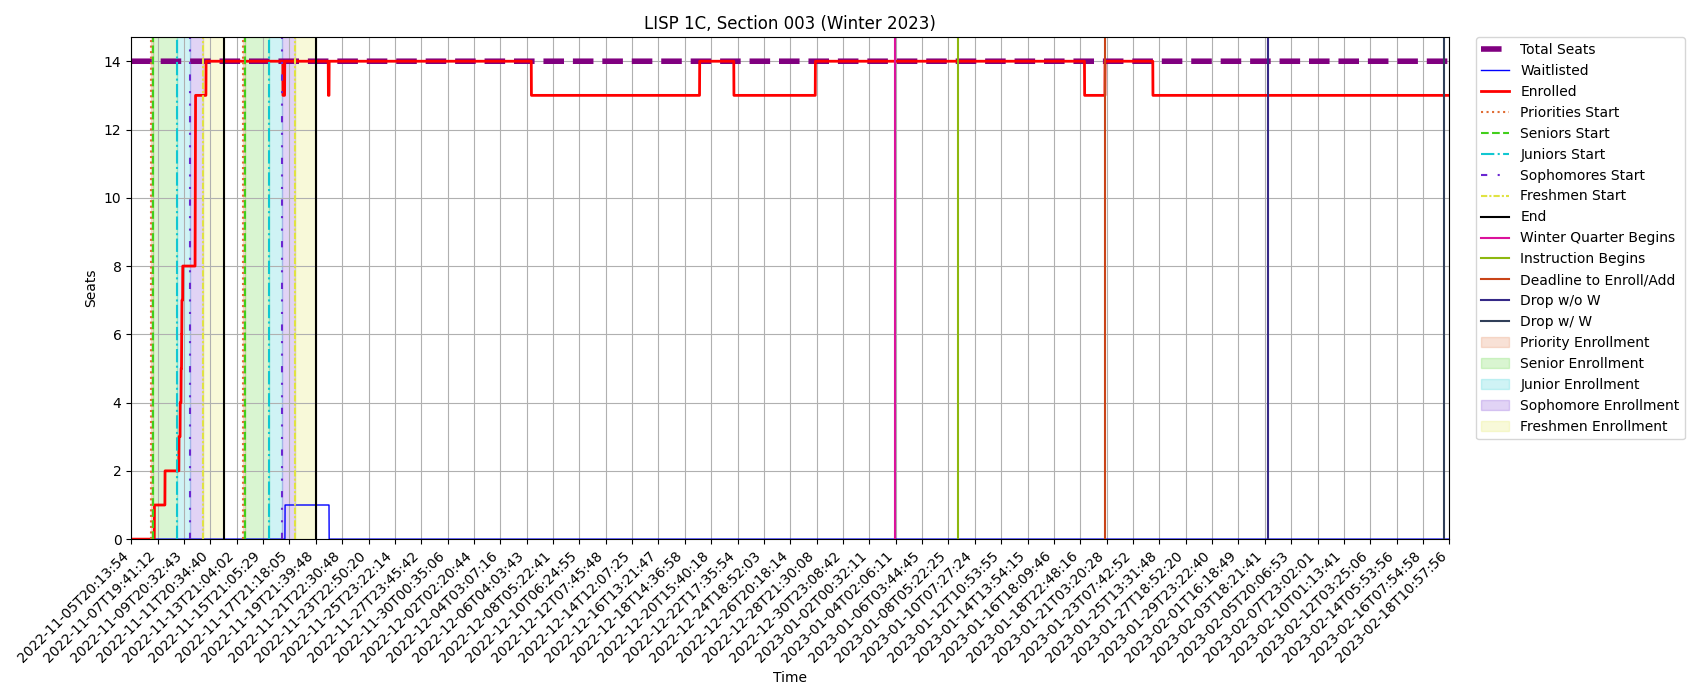 LISP 1C, Section 003 (Winter 2023)
Seats
14
12
10
8
6
4
2
0
2022-11-05T20:13:54
2022-11-07T19:41:12
2022-11-09T20:32:43
2022-11-11T20:34:40
2022-11-13T21:04:02
2022-11-15T21:05:29
2022-11-17T21:18:05
2022-11-19T21:39:48
2022-11-21T22:30:48
2022-11-23T22:50:20
2022-11-25T23:22:14
2022-11-27T23:45:42
2022-11-30T00:35:06
2022-12-02T02:20:44
2022-12-04T03:07:16
2022-12-06T04:03:43
2022-12-08T05:22:41
2022-12-10T06:24:55
2022-12-12T07:45:48
2022-12-14T12:07:25
2022-12-16T13:21:47
2022-12-18T14:36:58
2022-12-20T15:40:18
2022-12-22T17:35:54
2022-12-24T18:52:03
2022-12-26T20:18:14
2022-12-28T21:30:08
2022-12-30T23:08:42
2023-01-02T00:32:11
2023-01-04T02:06:11
2023-01-06T03:44:45
2023-01-08T05:22:25
2023-01-10T07:27:24
2023-01-12T10:53:55
2023-01-14T13:54:15
2023-01-16T18:09:46
2023-01-18T22:48:16
2023-01-21T03:20:28
2023-01-23T07:42:52
2023-01-25T13:31:48
2023-01-27T18:52:20
2023-01-29T23:22:40
2023-02-01T16:18:49
2023-02-03T18:21:41
2023-02-05T20:06:53
2023-02-07T23:02:01
2023-02-10T01:13:41
2023-02-12T03:25:06
2023-02-14T05:53:56
2023-02-16T07:54:58
2023-02-18T10:57:56
Time
Total Seats
Waitlisted
Enrolled
Priorities Start
Seniors Start
Juniors Start
Sophomores Start
Freshmen Start
End
Winter Quarter Begins
Instruction Begins
Deadline to Enroll/Add
Drop w/o W
Drop w/ W
Priority Enrollment
Senior Enrollment
Junior Enrollment
Sophomore Enrollment
Freshmen Enrollment